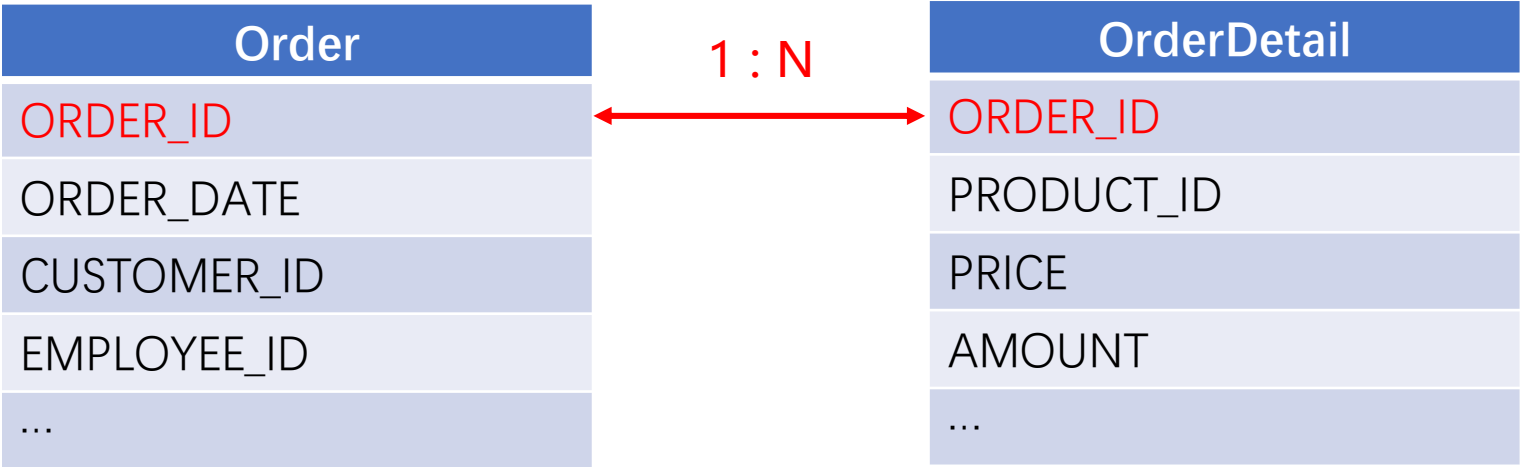 Order
ORDER_ID
ORDER_DATE
CUSTOMER_ID
EMPLOYEE_ID
...
1 : N
OrderDetail
ORDER_ID
PRODUCT_ID
PRICE
AMOUNT
...